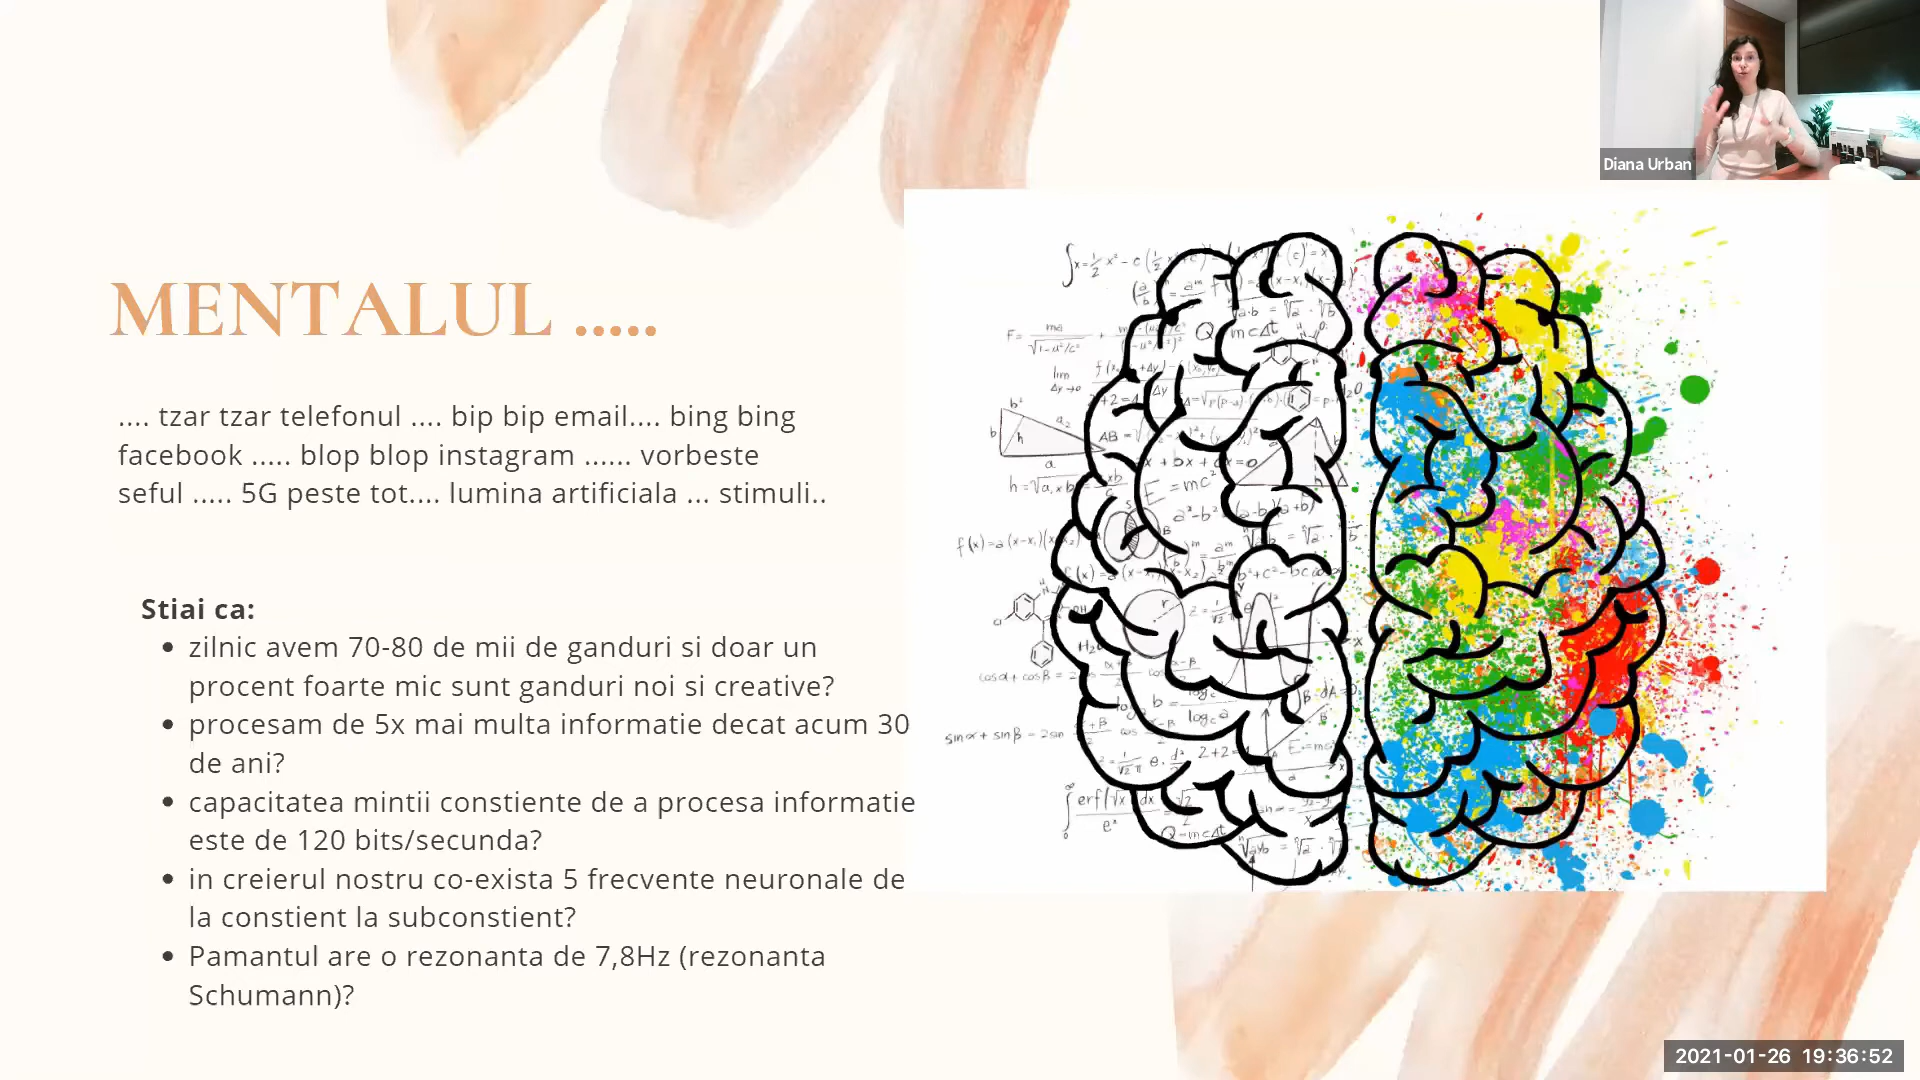 Diana Urban
MENTALUL .....
.... tzar tzar telefonul .... bip bip email.... bing bing
facebook ..... blop blop instagram ...... vorbeste
seful ..... 5G peste tot.... lumina artificiala ... stimuli..
Stiai ca:
• zilnic avem 70-80 de mii de ganduri si doar un
procent foarte mic sunt ganduri noi si creative?
• procesam de 5x mai multa informatie decat acum 30
de ani?
• capacitatea mintii constiente de a procesa informatie
este de 120 bits/secunda?
• in creierul nostru co-exista 5 frecvente neuronale de
la constient la subconstient?
• Pamantul are o rezonanta de 7,8Hz (rezonanta
Schumann)?
2021-01-26 19:36:52